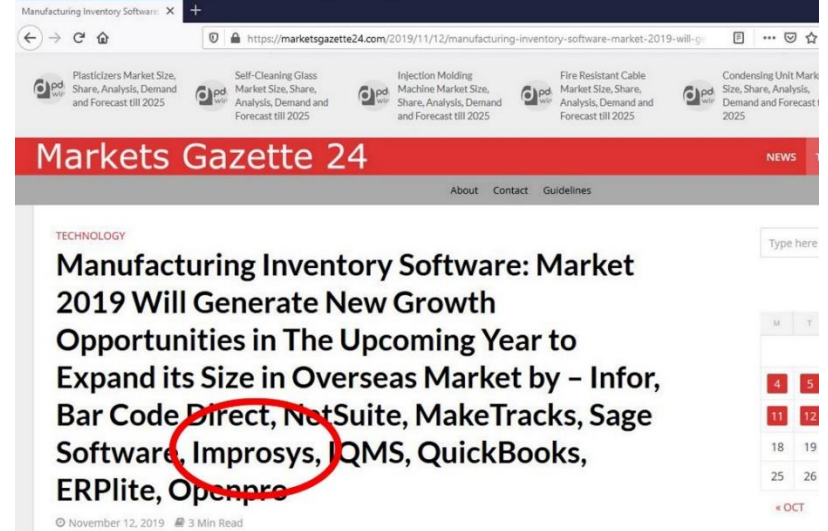 Manufacturing Inventory Software:
https://marketsgazette24.com/2019/11/12/manufacturing-inventory-software-market-2019-will-ge
Plasticizers Market Size,
Share, Analysis, Demand
and Forecast till 2025
Self-Cleaning Glass
Market Size, Share,
Analysis, Demand and
Forecast till 2025
Injection Molding
Machine Market Size,
Share, Analysis, Demand
and Forecast till 2025
Fire Resistant Cable
Market Size, Share,
Analysis, Demand and
Forecast till 2025
Condensing Unit Mark
Size, Share, Analysis,
Demand and Forecast t
2025
Markets Gazette 24
NEWS T
About Contact Guidelines
TECHNOLOGY
Manufacturing Inventory Software: Market
2019 Will Generate New Growth
Opportunities in The Upcoming Year to
Expand its Size in Overseas Market by – Infor,
Bar Code Direct, NetSuite, MakeTracks, Sage
Software, Improsys, IQMS, QuickBooks,
ERPlite, Openpro
November 12, 2019 3 Min Read
Type here
M T
4 5
11 12
18 19
25 26
« OCT